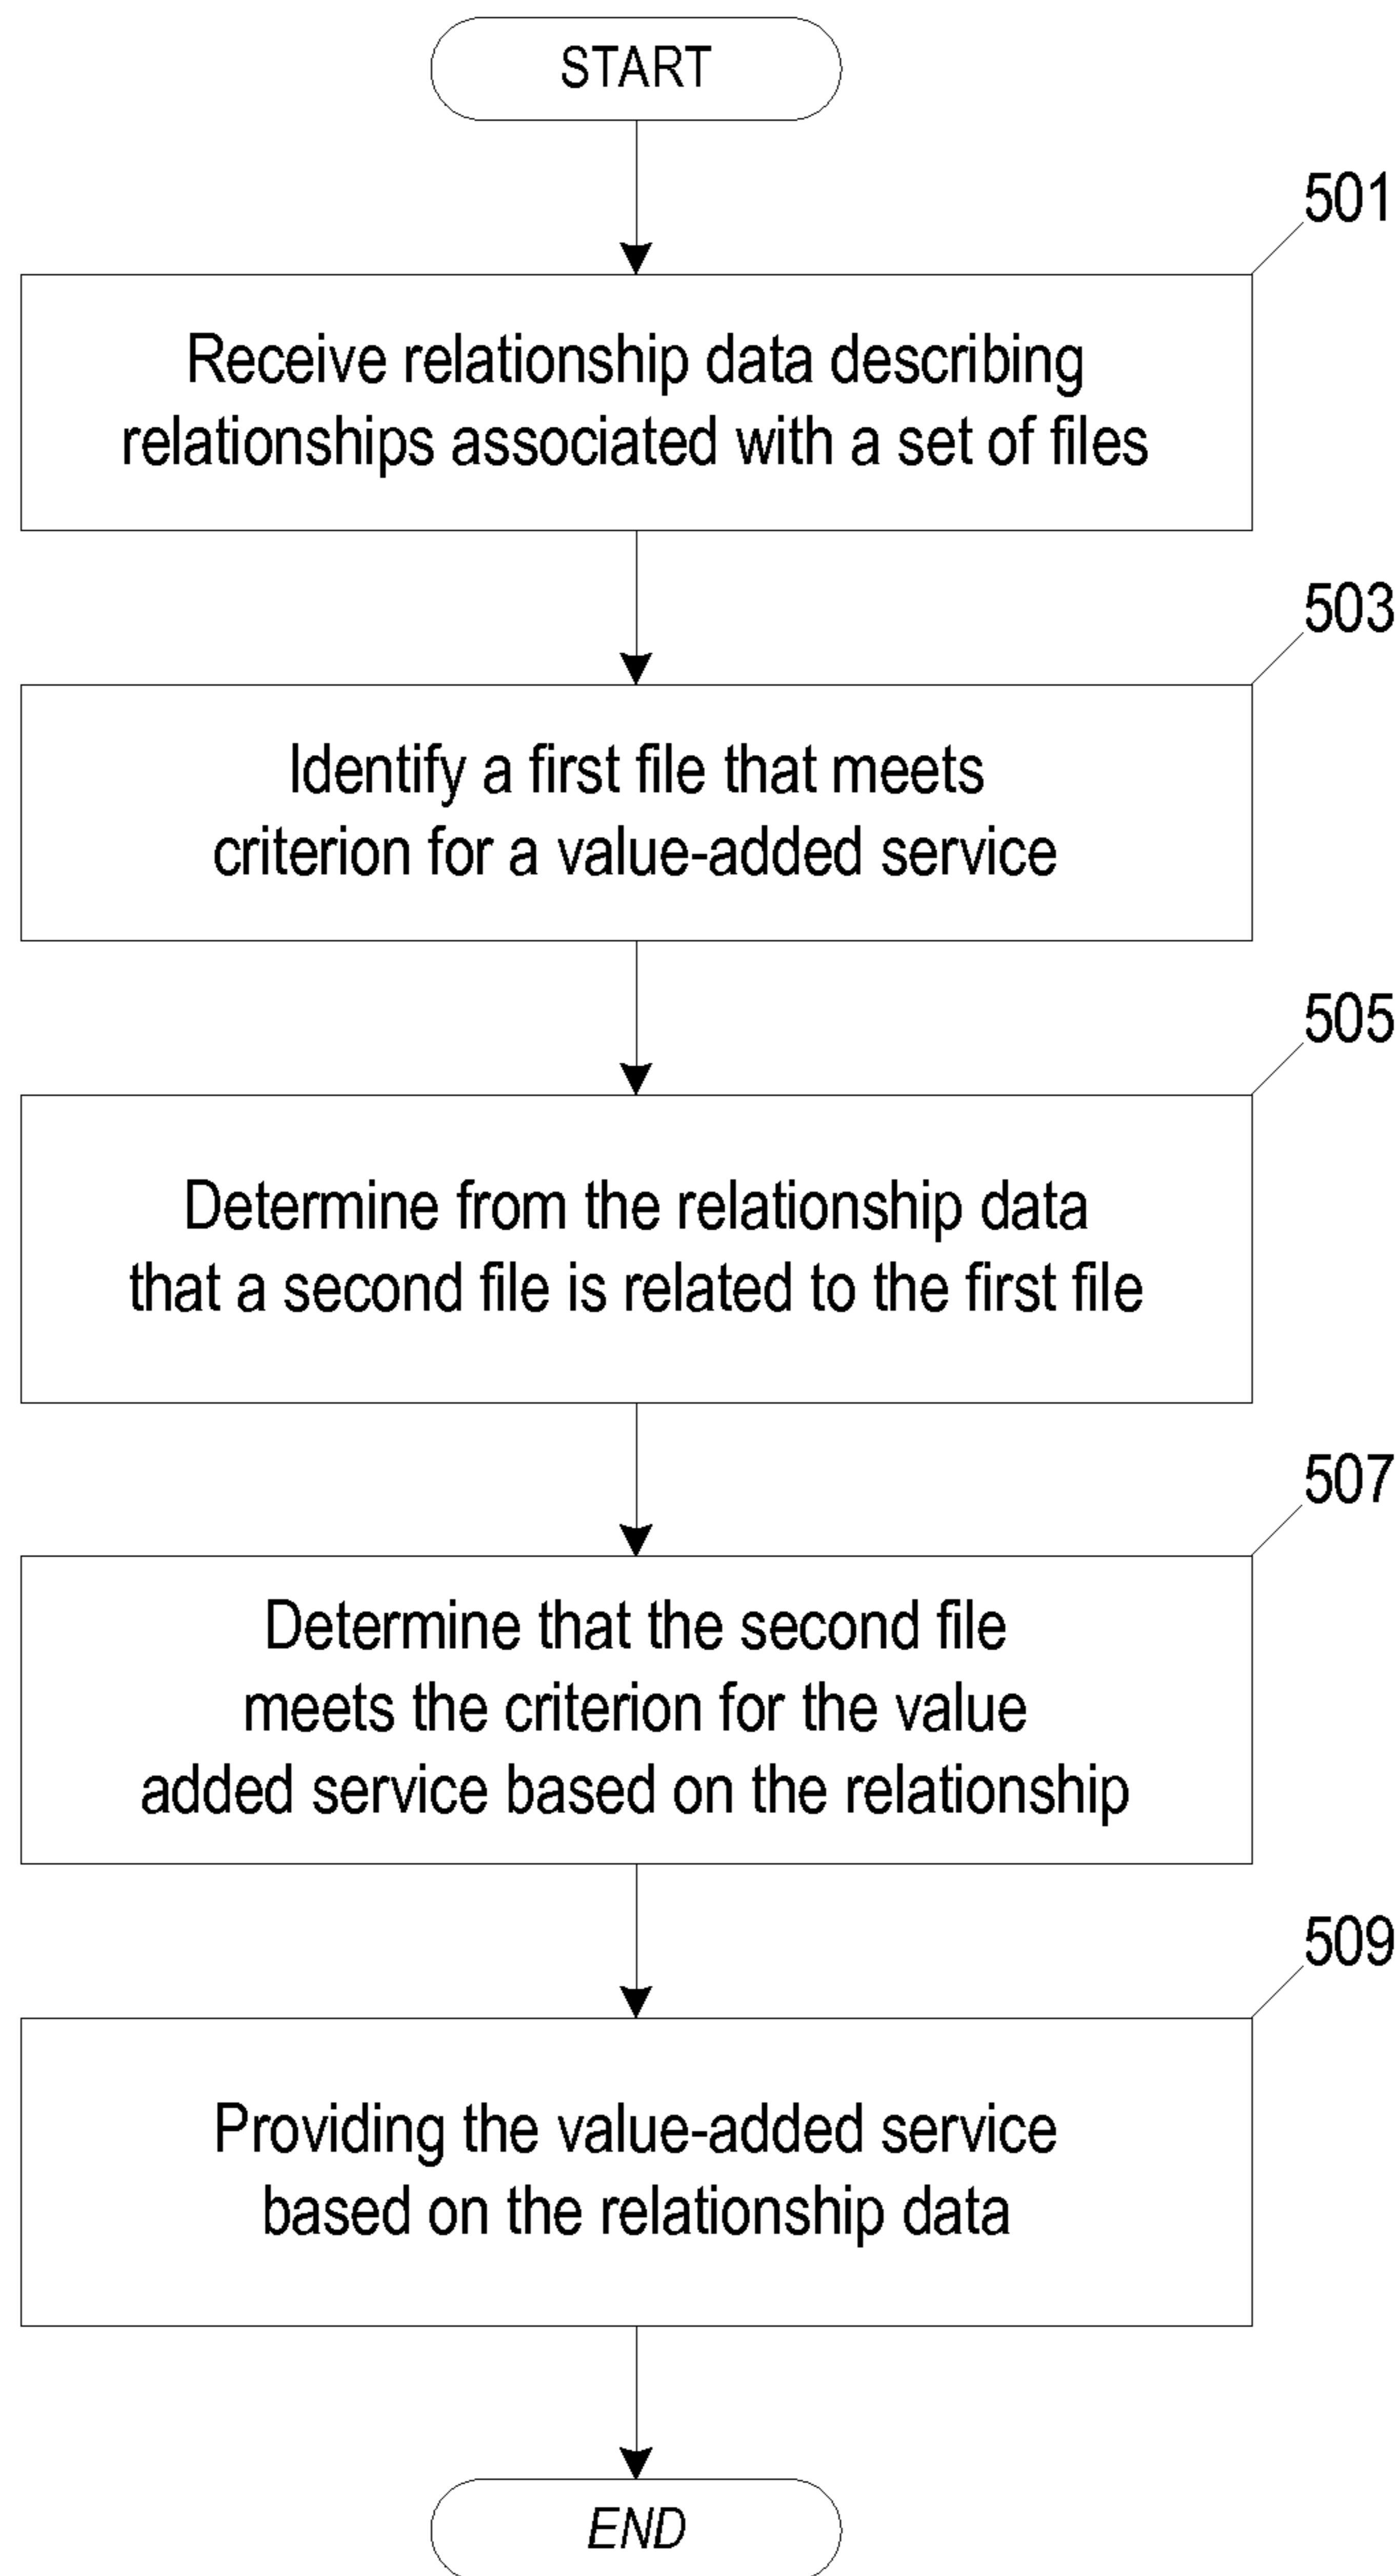 START
501
Receive relationship data describing
relationships associated with a set of files
503
Identify a first file that meets
criterion for a value-added service
505
Determine from the relationship data
that a second file is related to the first file
507
Determine that the second file
meets the criterion for the value
added service based on the relationship
509
Providing the value-added service
based on the relationship data
END